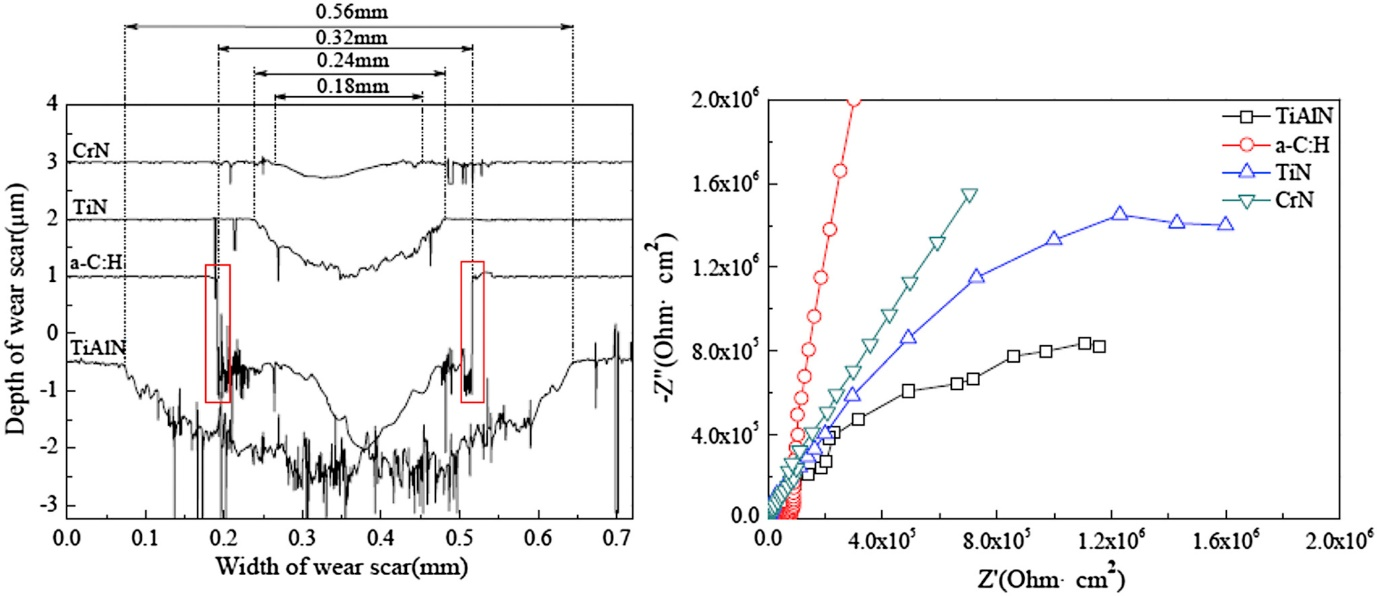 0.56mm
0.32mm
0.24mm
0.18mm
4
3
2
1
0
-1
-2
-3
CrN
TiN
a-C:H
TiAlN
Depth of wear scar(μm)
0.0 0.1 0.2 0.3 0.4 0.5 0.6 0.7
Width of wear scar(mm)
2.0x10⁶
1.6x10⁶
1.2x10⁶
8.0x10⁵
4.0x10⁵
0.0
-Z''(Ohm· cm²)
TiAlN
a-C:H
TiN
CrN
0.0 4.0x10⁵ 8.0x10⁵ 1.2x10⁶ 1.6x10⁶ 2.0x10⁶
Z'(Ohm· cm²)